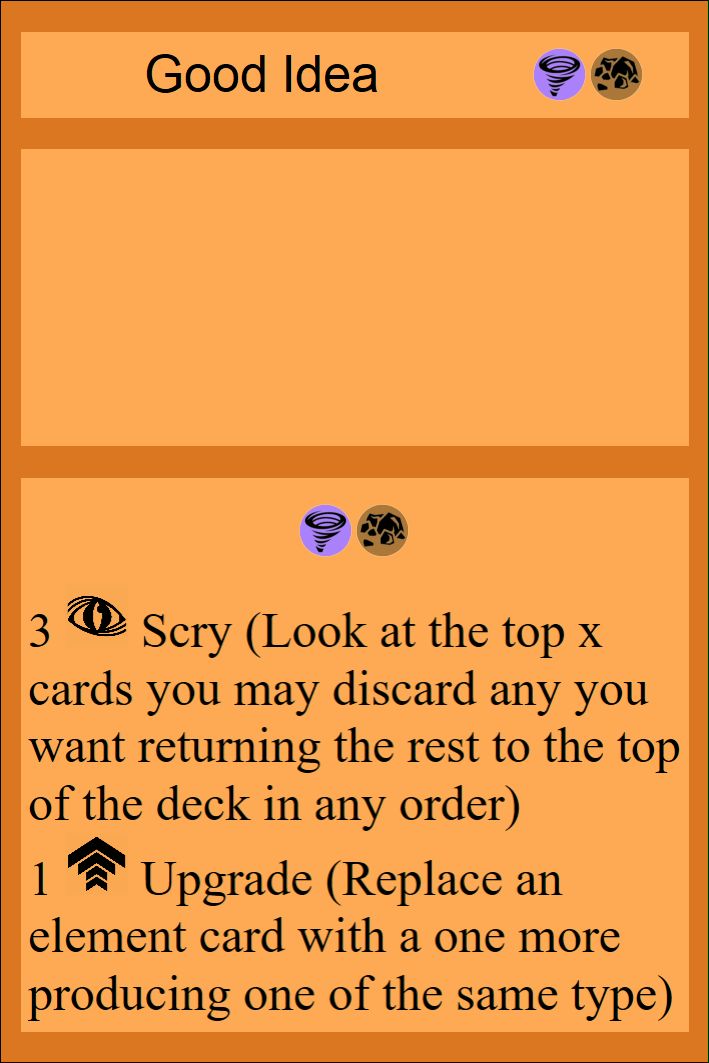 Good Idea
3 Scry (Look at the top x
cards you may discard any you
want returning the rest to the top
of the deck in any order)
1 Upgrade (Replace an
element card with a one more
producing one of the same type)